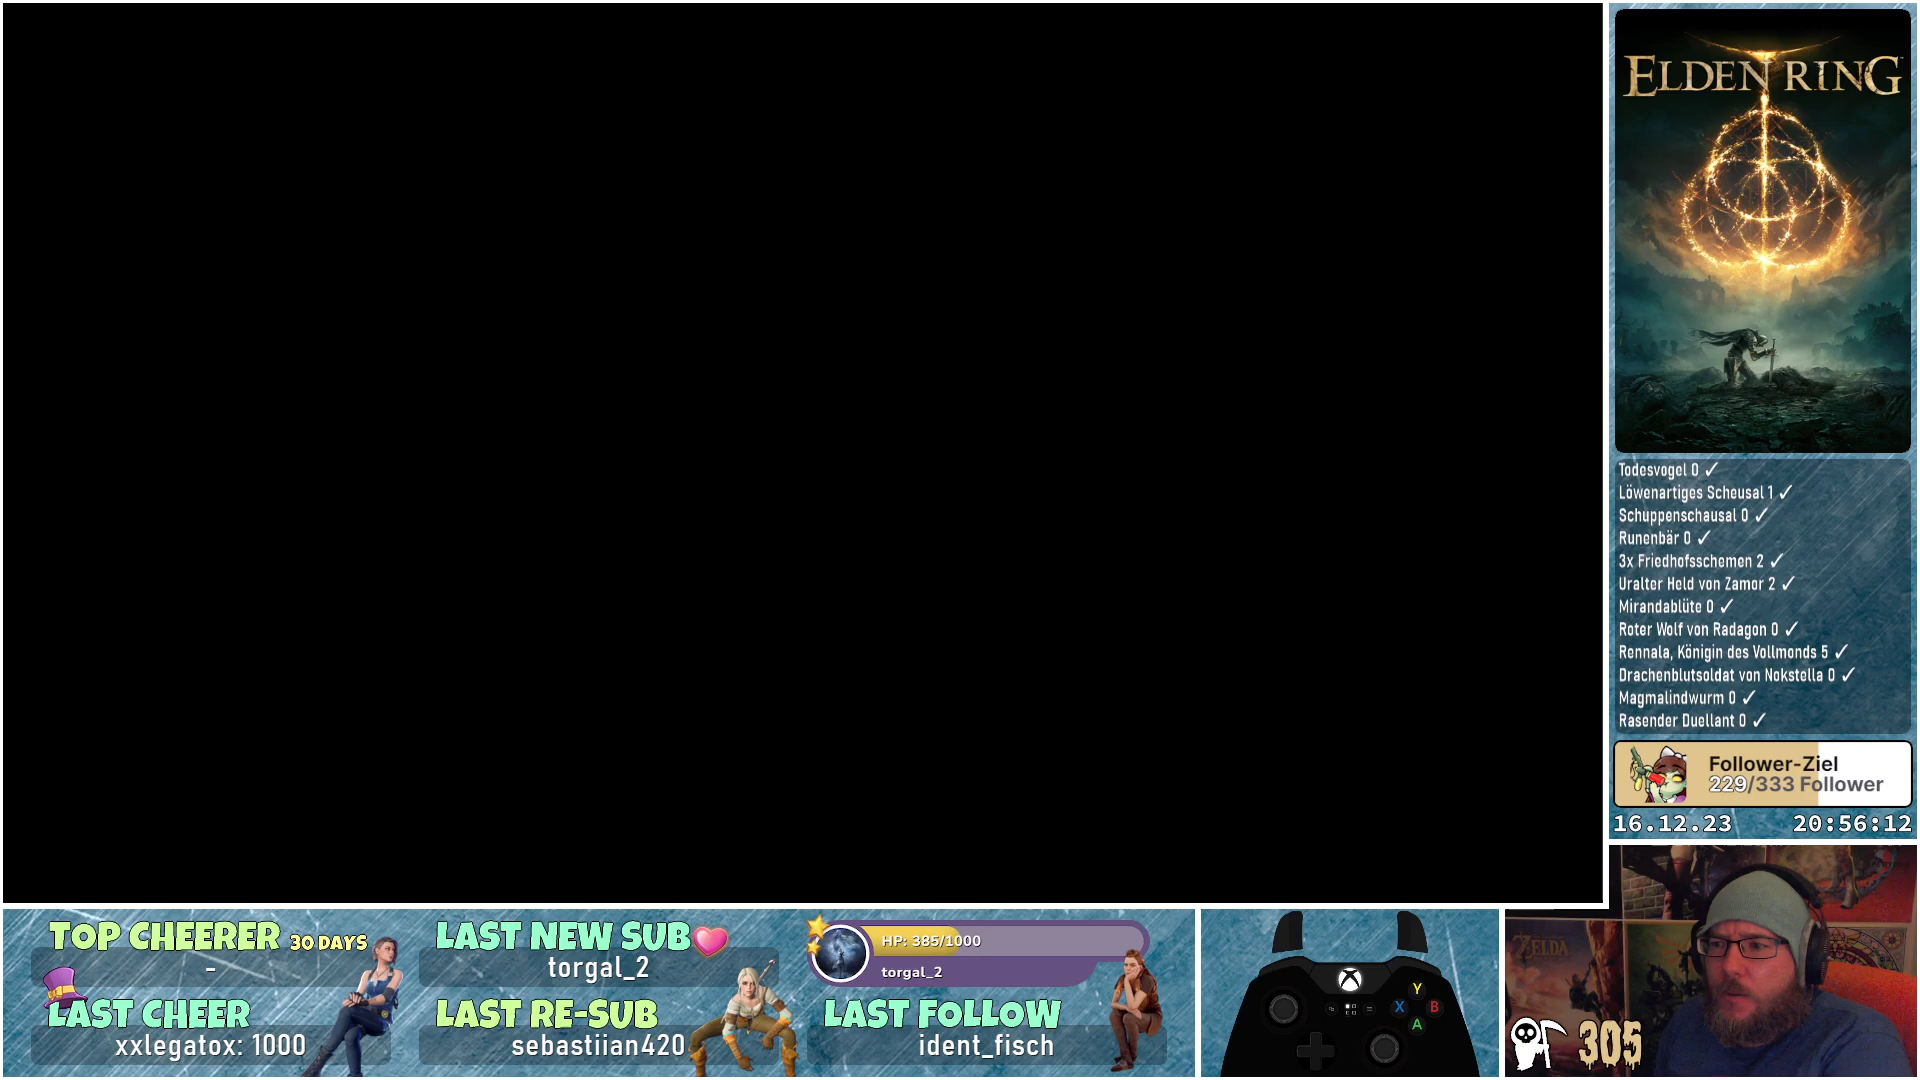 ELDEN RING
Todesvogel 0 ✓
Löwenartiges Scheusal 1 ✓
Schuppenschausal 0 ✓
Runenbär 0 ✓
3x Friedhofsschemen 2 ✓
Uralter Held von Zamor 2 ✓
Mirandablüte 0 ✓
Roter Wolf von Radagon 0 ✓
Rennala, Königin des Vollmonds 5 ✓
Drachenblutsoldat von Nokstella 0 ✓
Magmalindwurm 0 ✓
Rasender Duellant 0 ✓
Follower-Ziel
229/333 Follower
16.12.23 20:56:12
TOP CHEERER 30 DAYS
-
LAST CHEER
xxlegatox: 1000
LAST NEW SUB
torgal_2
LAST RE-SUB
sebastiian420
HP: 385/1000
torgal_2
LAST FOLLOW
ident_fisch
Y
X B
A
ZELDA
305